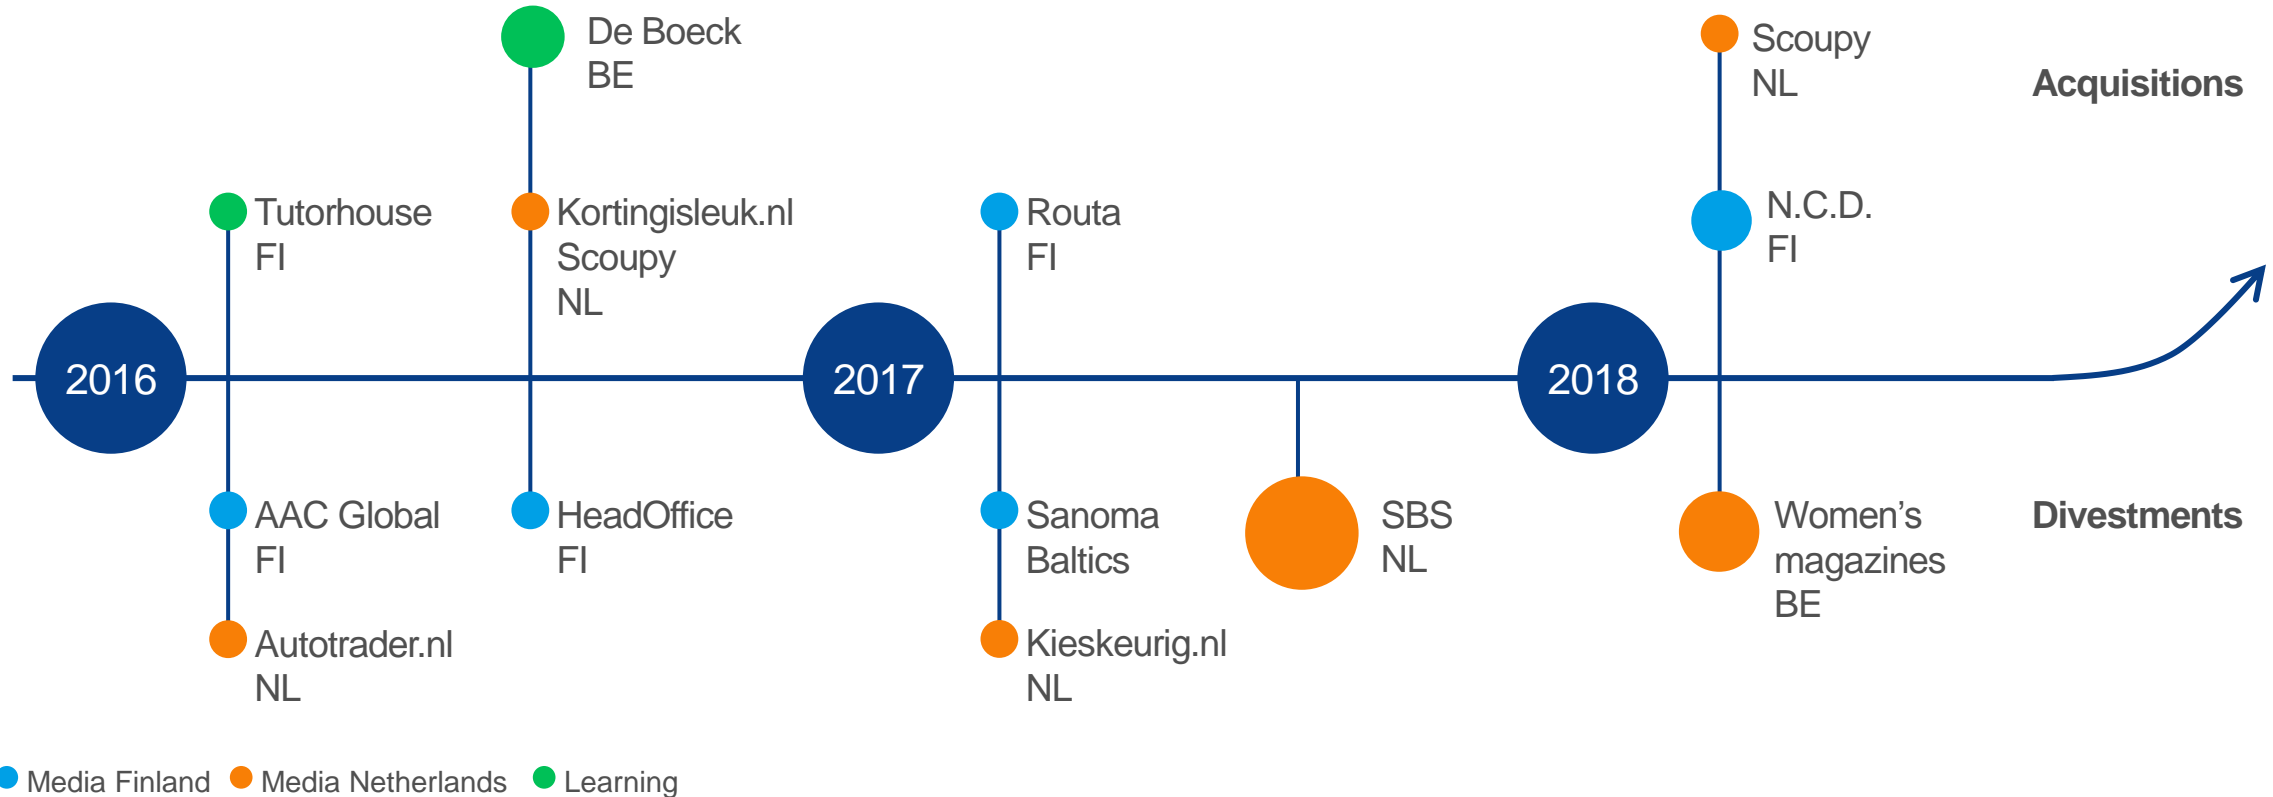 De Boeck
BE
Scoupy
NL
Acquisitions
Tutorhouse
FI
Kortingisleuk.nl
Scoupy
NL
Routa
FI
N.C.D.
FI
2016
2017
2018
AAC Global
FI
HeadOffice
FI
Sanoma
Baltics
SBS
NL
Women’s
magazines
BE
Divestments
Autotrader.nl
NL
Kieskeurig.nl
NL
Media Finland
Media Netherlands
Learning